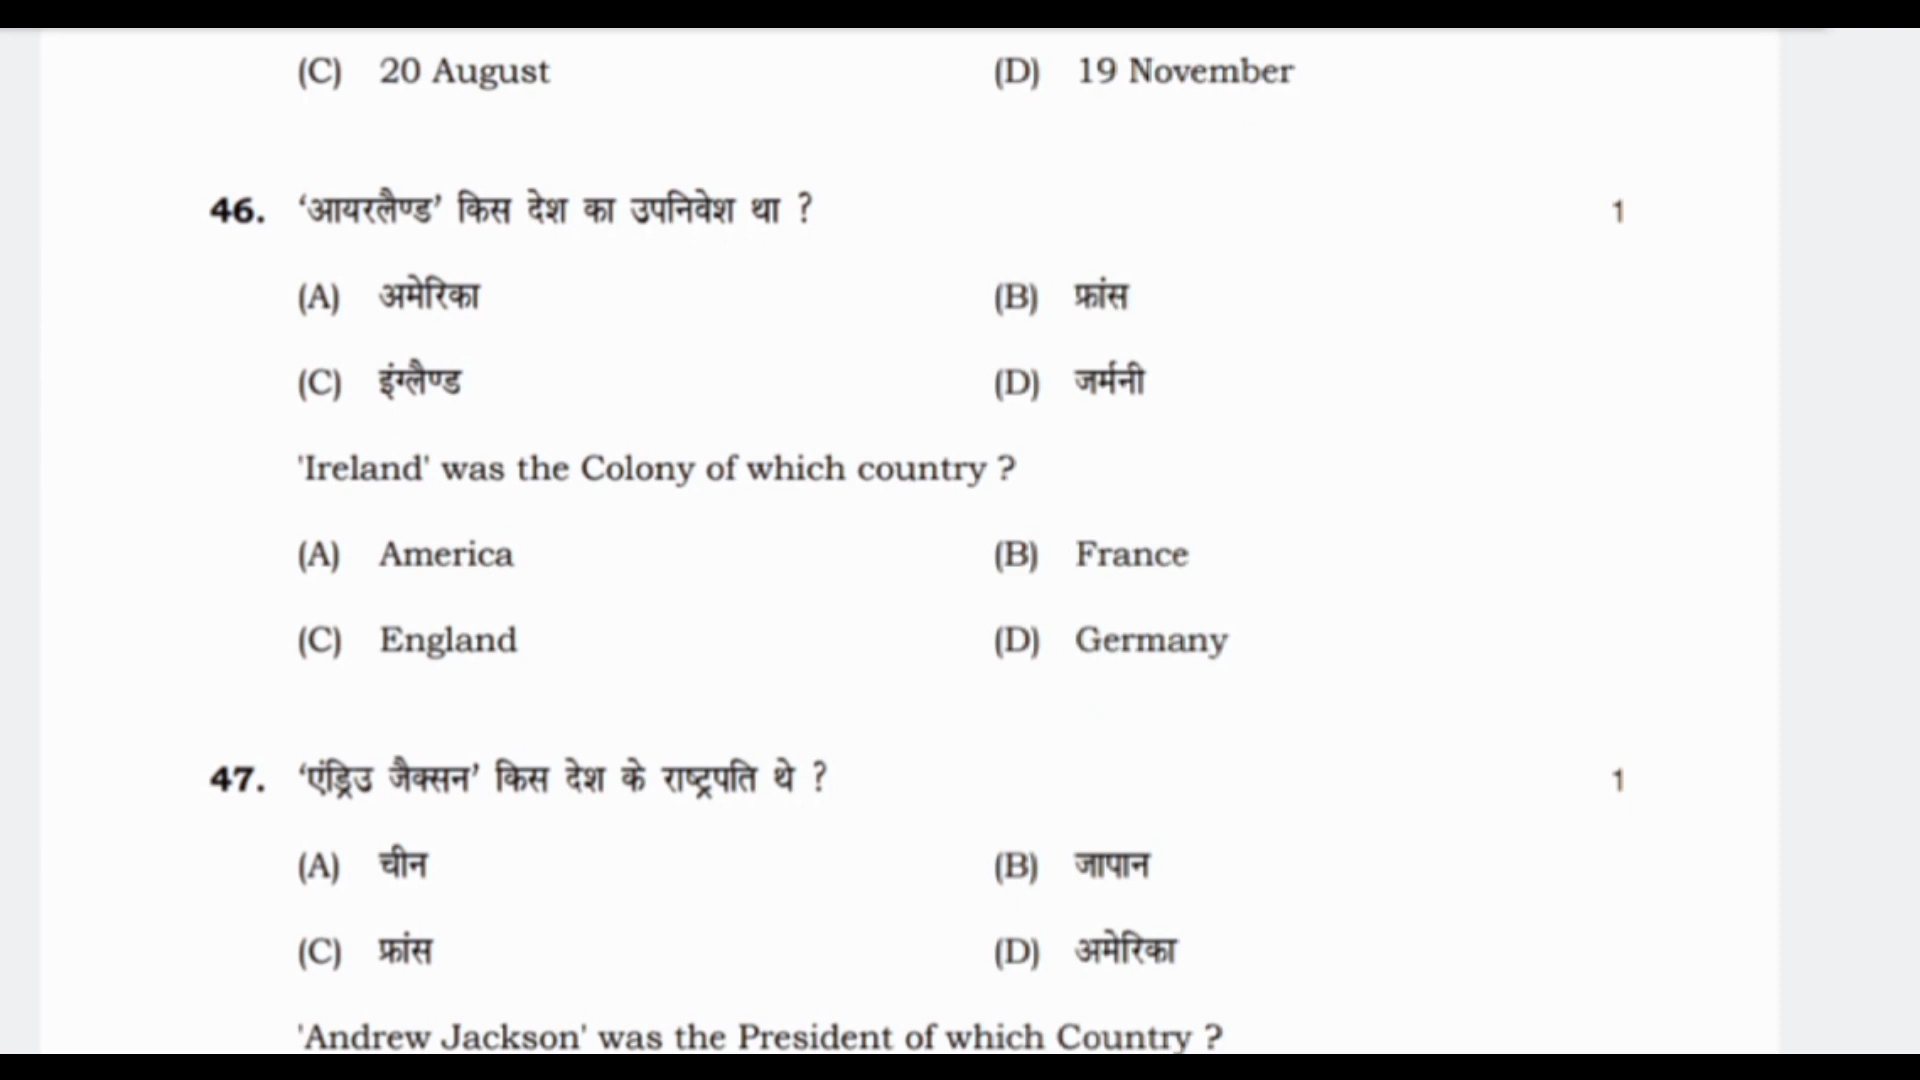 (C) 20 August (D) 19 November
46. ‘आयरलैण्ड’ किस देश का उपनिवेश था ? 1
(A) अमेरिका (B) फ्रांस
(C) इंग्लैण्ड (D) जर्मनी
'Ireland' was the Colony of which country ?
(A) America (B) France
(C) England (D) Germany
47. ‘एंड्रिउ जैक्सन’ किस देश के राष्ट्रपति थे ? 1
(A) चीन (B) जापान
(C) फ्रांस (D) अमेरिका
'Andrew Jackson' was the President of which Country ?